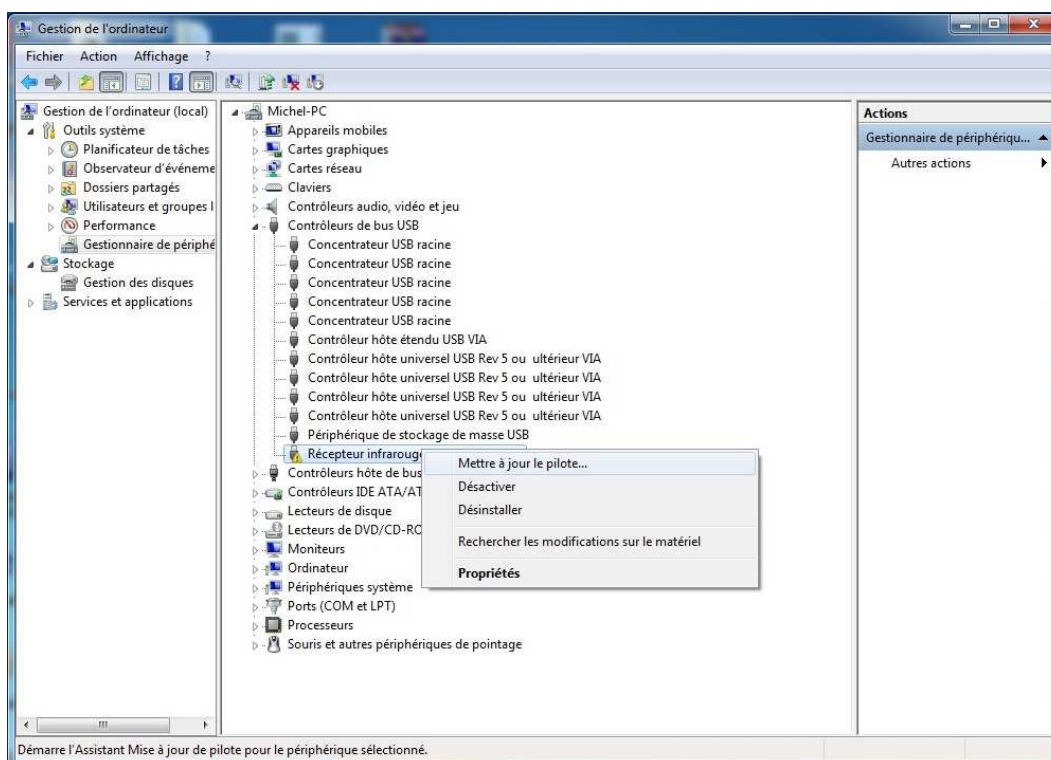 Gestion de l'ordinateur
Fichier Action Affichage ?
Gestion de l'ordinateur (local)
Outils système
Planificateur de tâches
Observateur d'événeme
Dossiers partagés
Utilisateurs et groupes l
Performance
Gestionnaire de périphé
Stockage
Gestion des disques
Services et applications
Michel-PC
Appareils mobiles
Cartes graphiques
Cartes réseau
Claviers
Contrôleurs audio, vidéo et jeu
Contrôleurs de bus USB
Concentrateur USB racine
Concentrateur USB racine
Concentrateur USB racine
Concentrateur USB racine
Concentrateur USB racine
Contrôleur hôte étendu USB VIA
Contrôleur hôte universel USB Rev 5 ou ultérieur VIA
Contrôleur hôte universel USB Rev 5 ou ultérieur VIA
Contrôleur hôte universel USB Rev 5 ou ultérieur VIA
Contrôleur hôte universel USB Rev 5 ou ultérieur VIA
Périphérique de stockage de masse USB
Récepteur infrarouge
Contrôleurs hôte de bus
Contrôleurs IDE ATA/AT
Lecteurs de disque
Lecteurs de DVD/CD-RO
Moniteurs
Ordinateur
Périphériques système
Ports (COM et LPT)
Processeurs
Souris et autres périphériques de pointage
Mettre à jour le pilote...
Désactiver
Désinstaller
Rechercher les modifications sur le matériel
Propriétés
Actions
Gestionnaire de périphériqu...
Autres actions
Démarre l'Assistant Mise à jour de pilote pour le périphérique sélectionné.